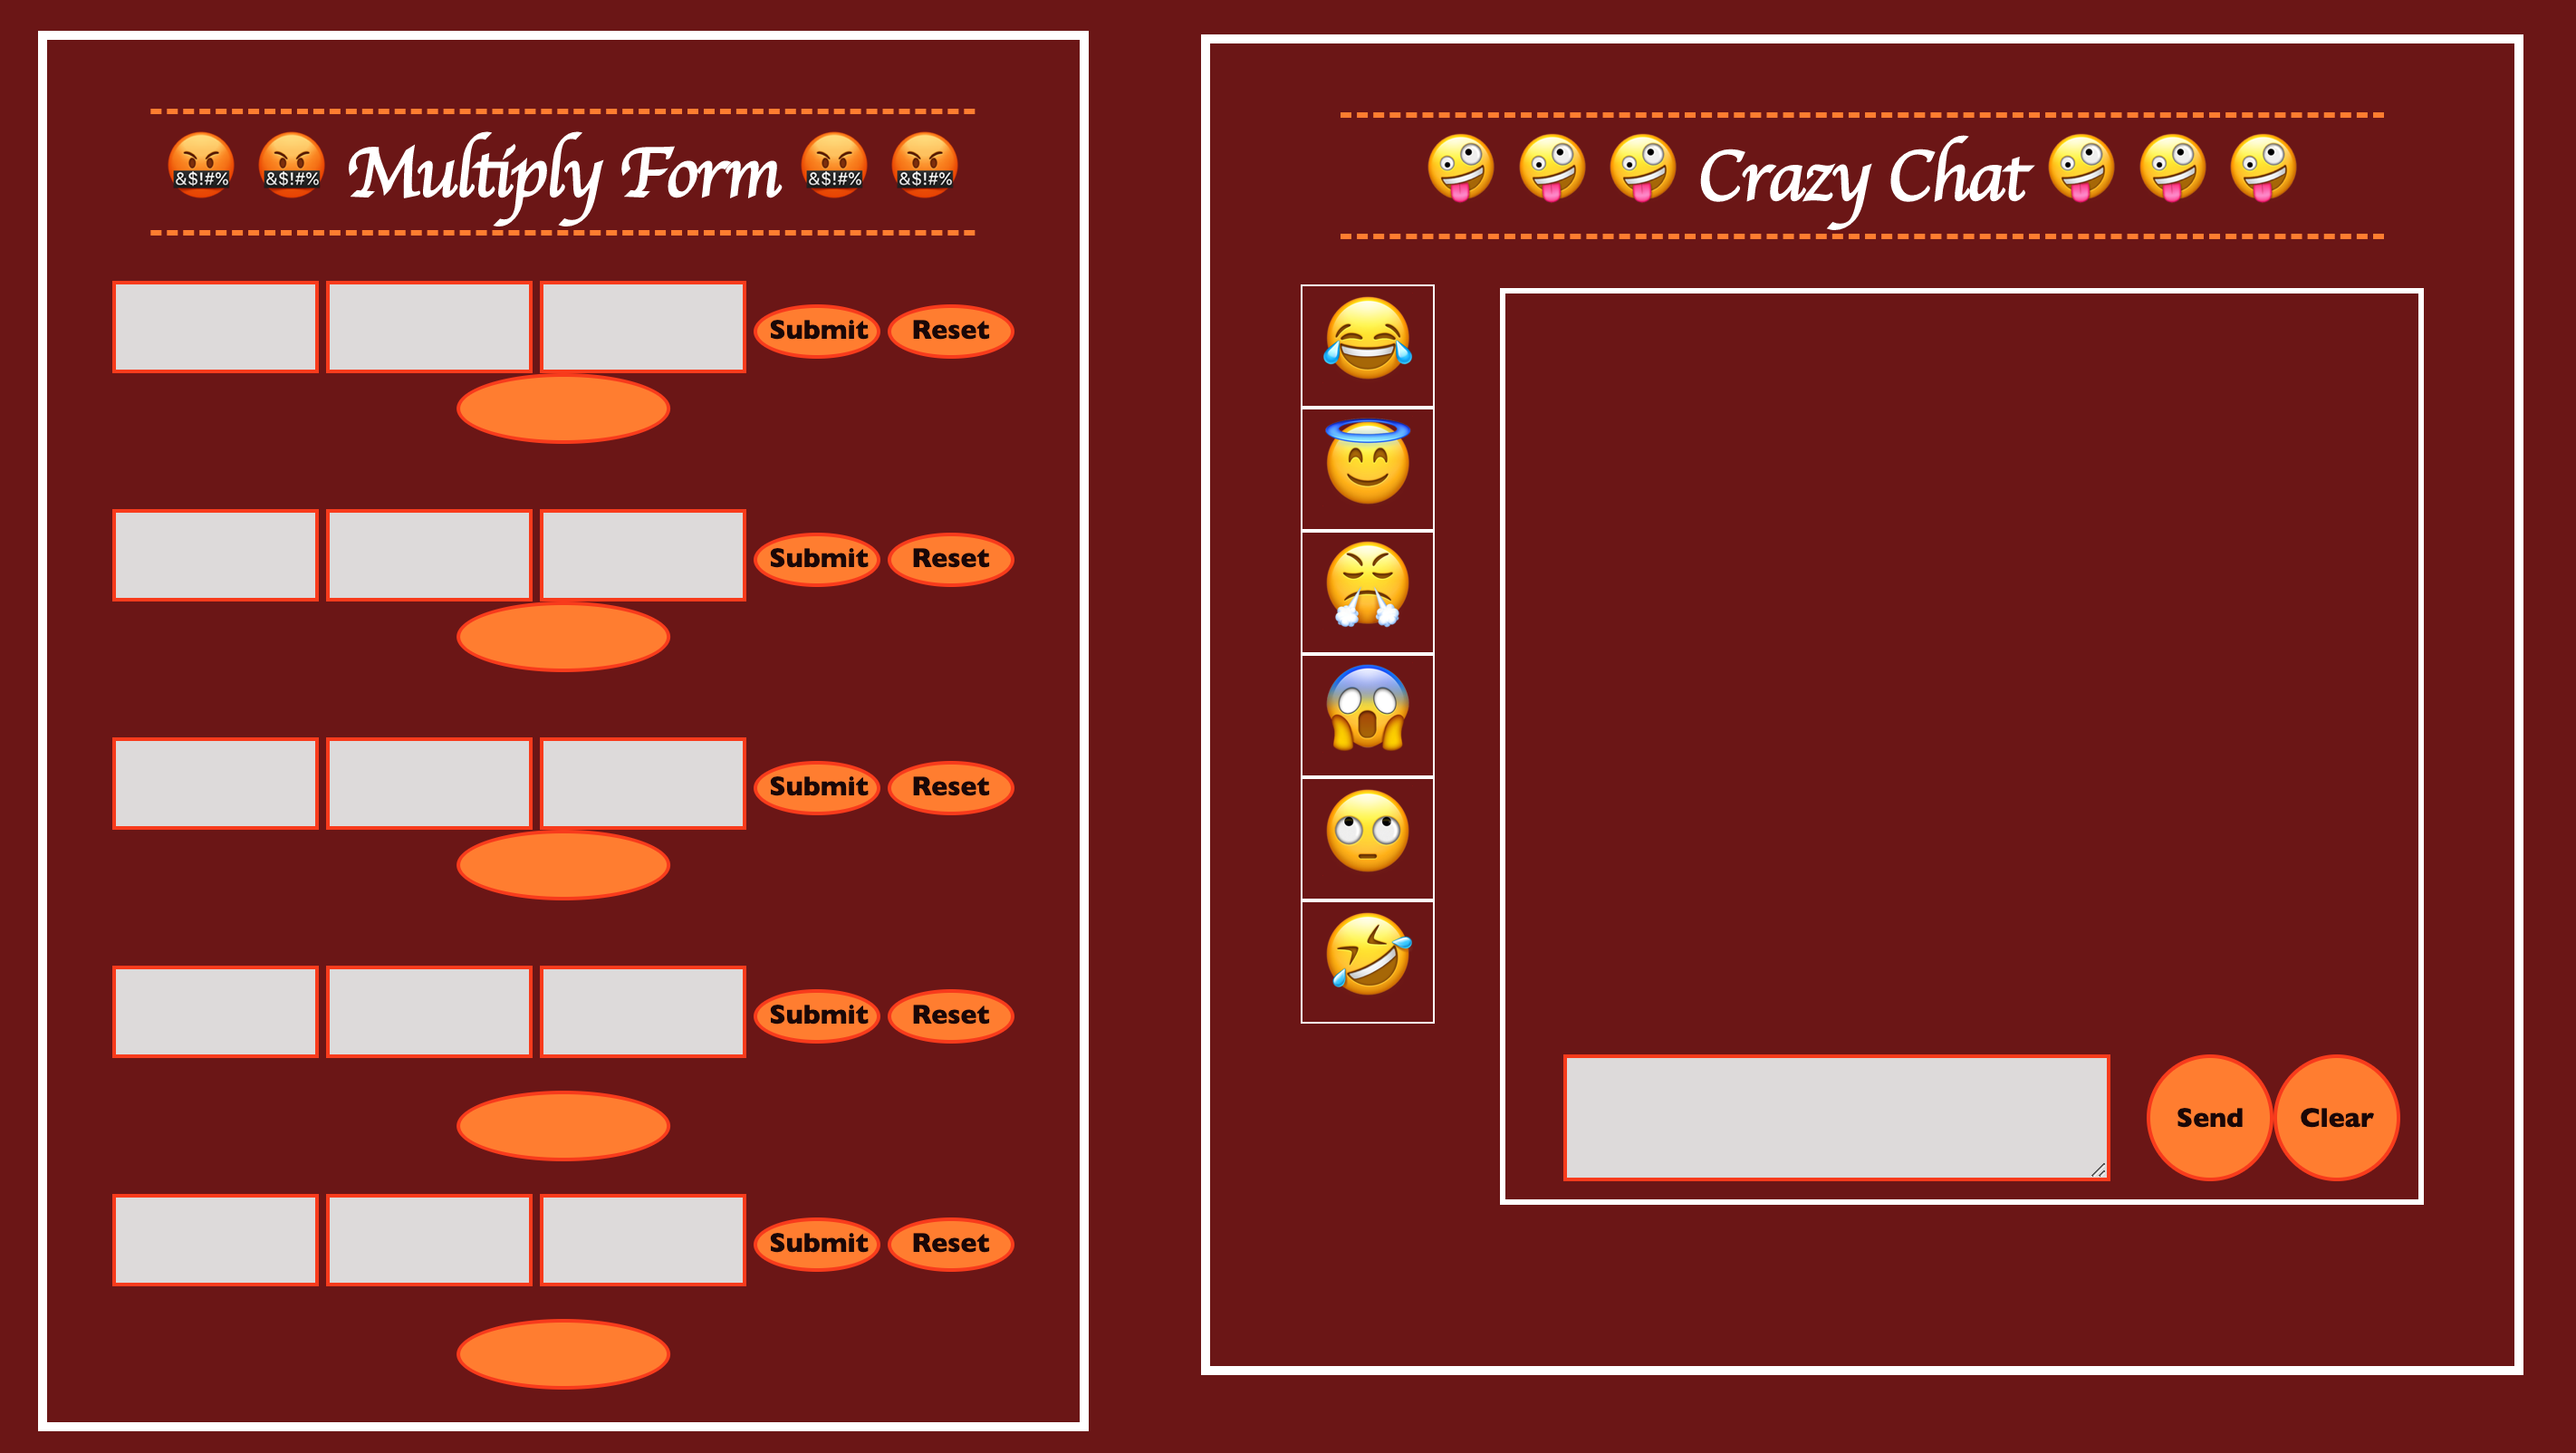 🤬 🤬 Multiply Form 🤬 🤬
Submit Reset
Submit Reset
Submit Reset
Submit Reset
Submit Reset
🤪 🤪 🤪 Crazy Chat 🤪 🤪 🤪
😂
😇
😤
😱
🙄
🤣
Send Clear